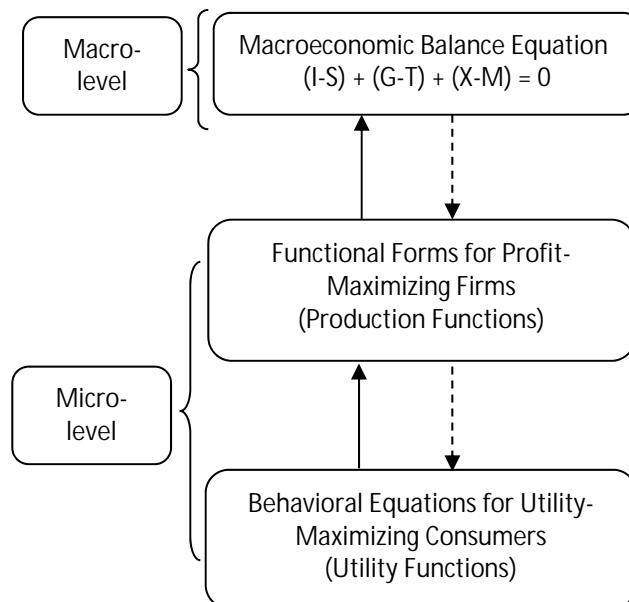 Macro-
level
Macroeconomic Balance Equation
(I-S) + (G-T) + (X-M) = 0
Functional Forms for Profit-
Maximizing Firms
(Production Functions)
Micro-
level
Behavioral Equations for Utility-
Maximizing Consumers
(Utility Functions)